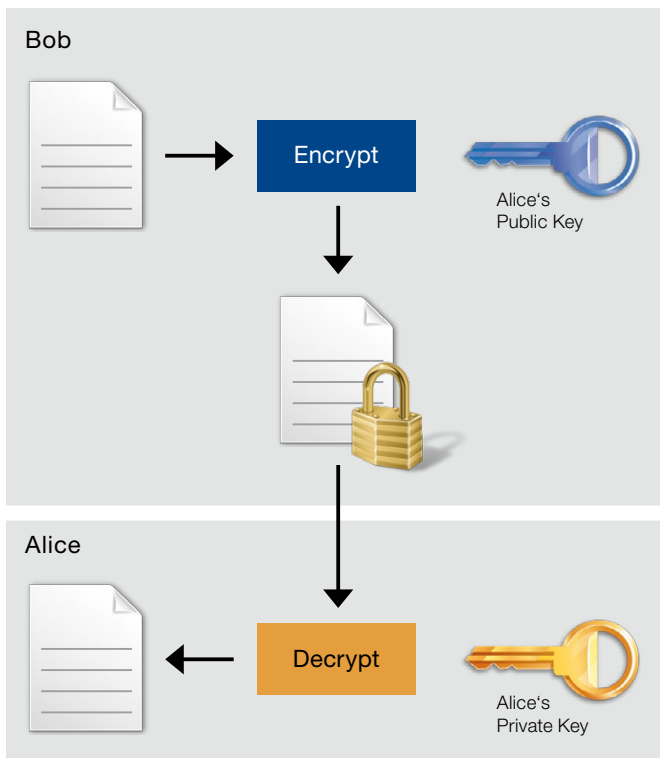 Bob
Encrypt
Alice‘s
Public Key
Alice
Decrypt
Alice‘s
Private Key